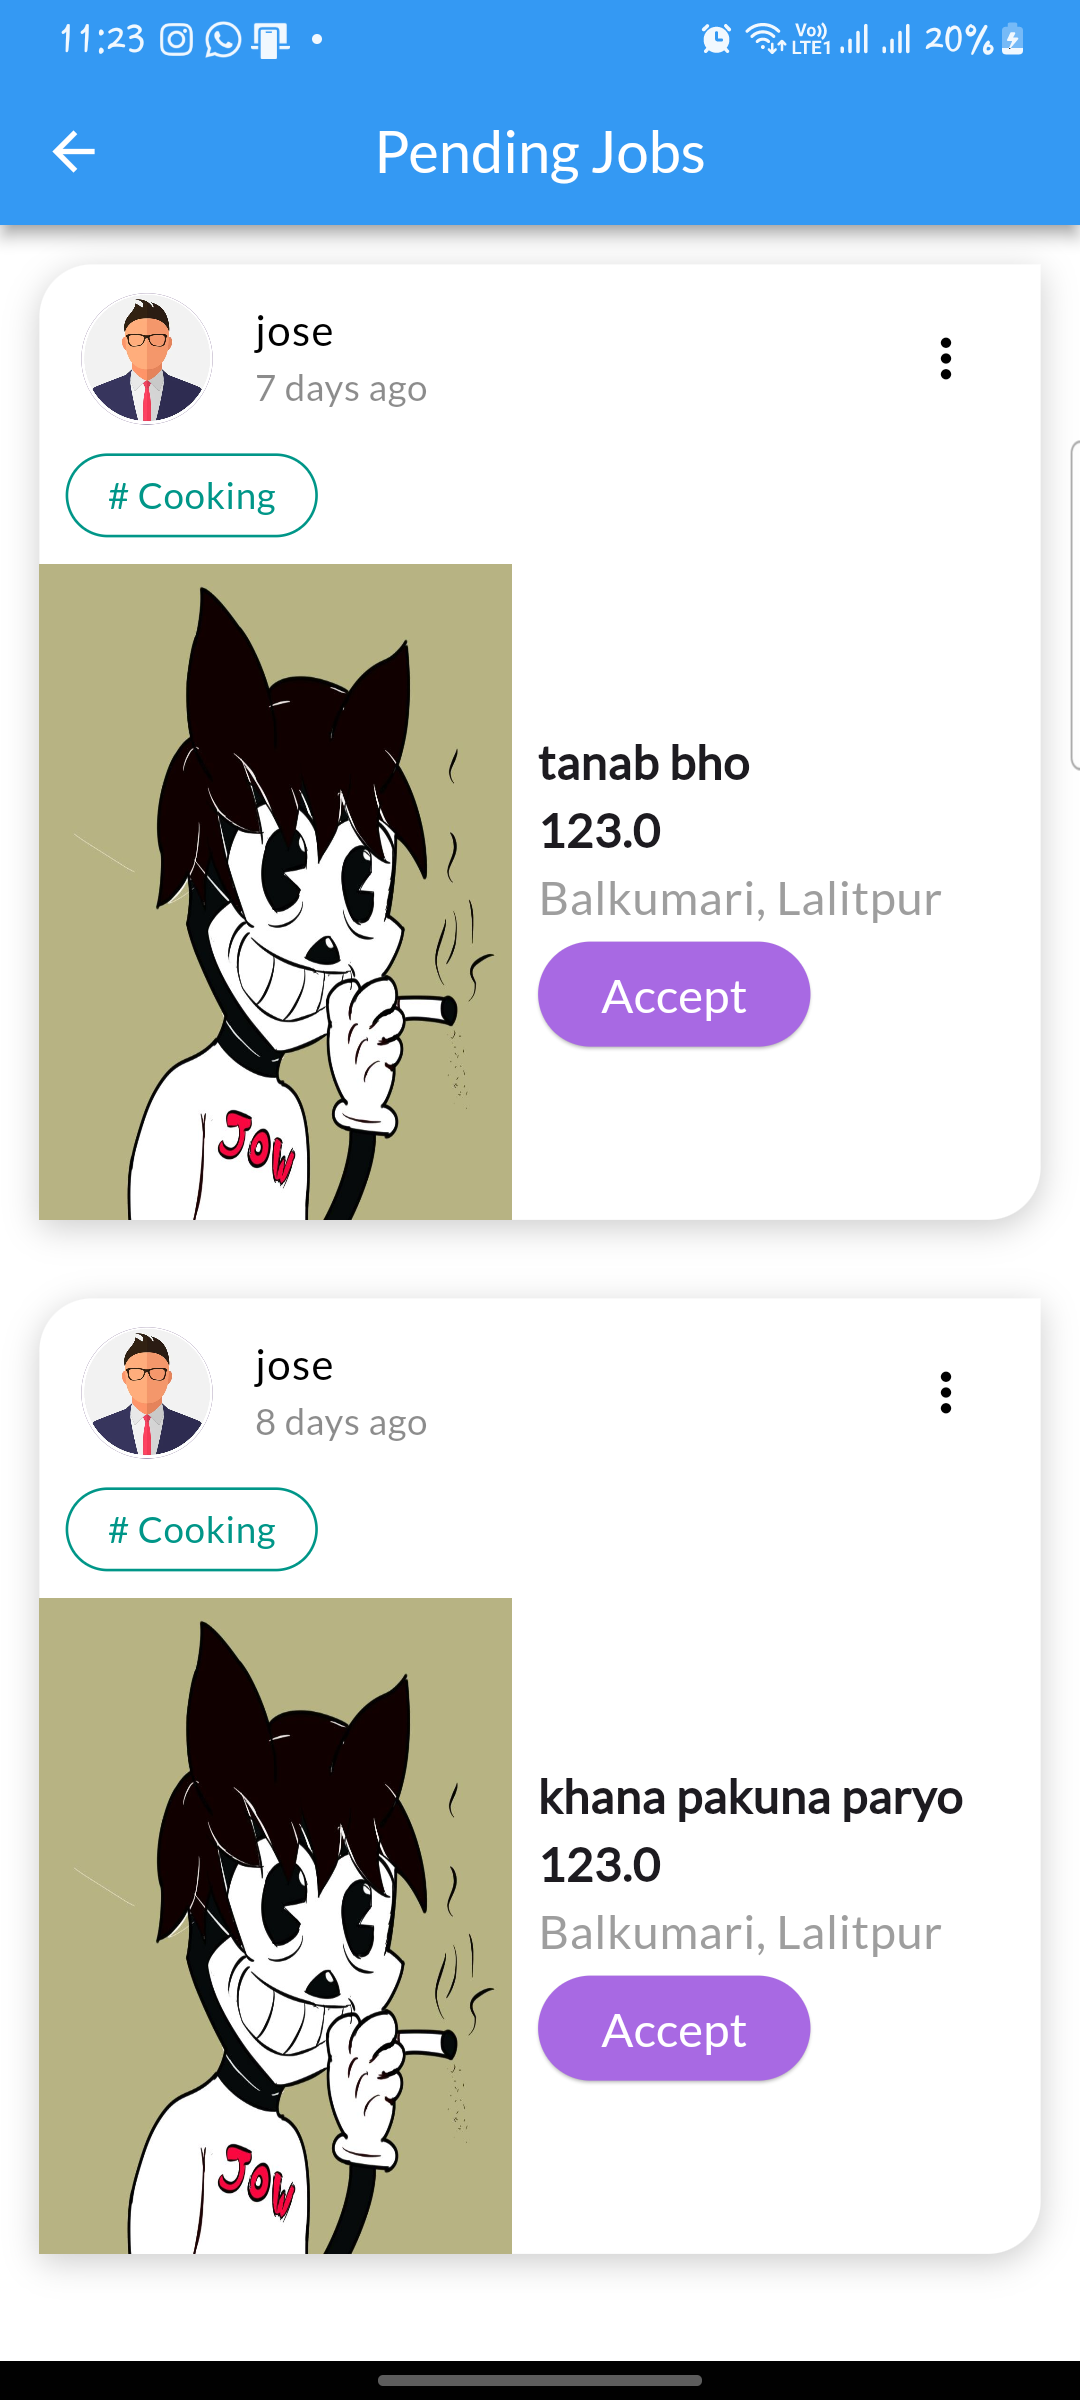 11:23
Vo))
LTE1
20%
Pending Jobs
jose
7 days ago
# Cooking
tanab bho
123.0
Balkumari, Lalitpur
Accept
JOW
jose
8 days ago
# Cooking
khana pakuna paryo
123.0
Balkumari, Lalitpur
Accept
JOW